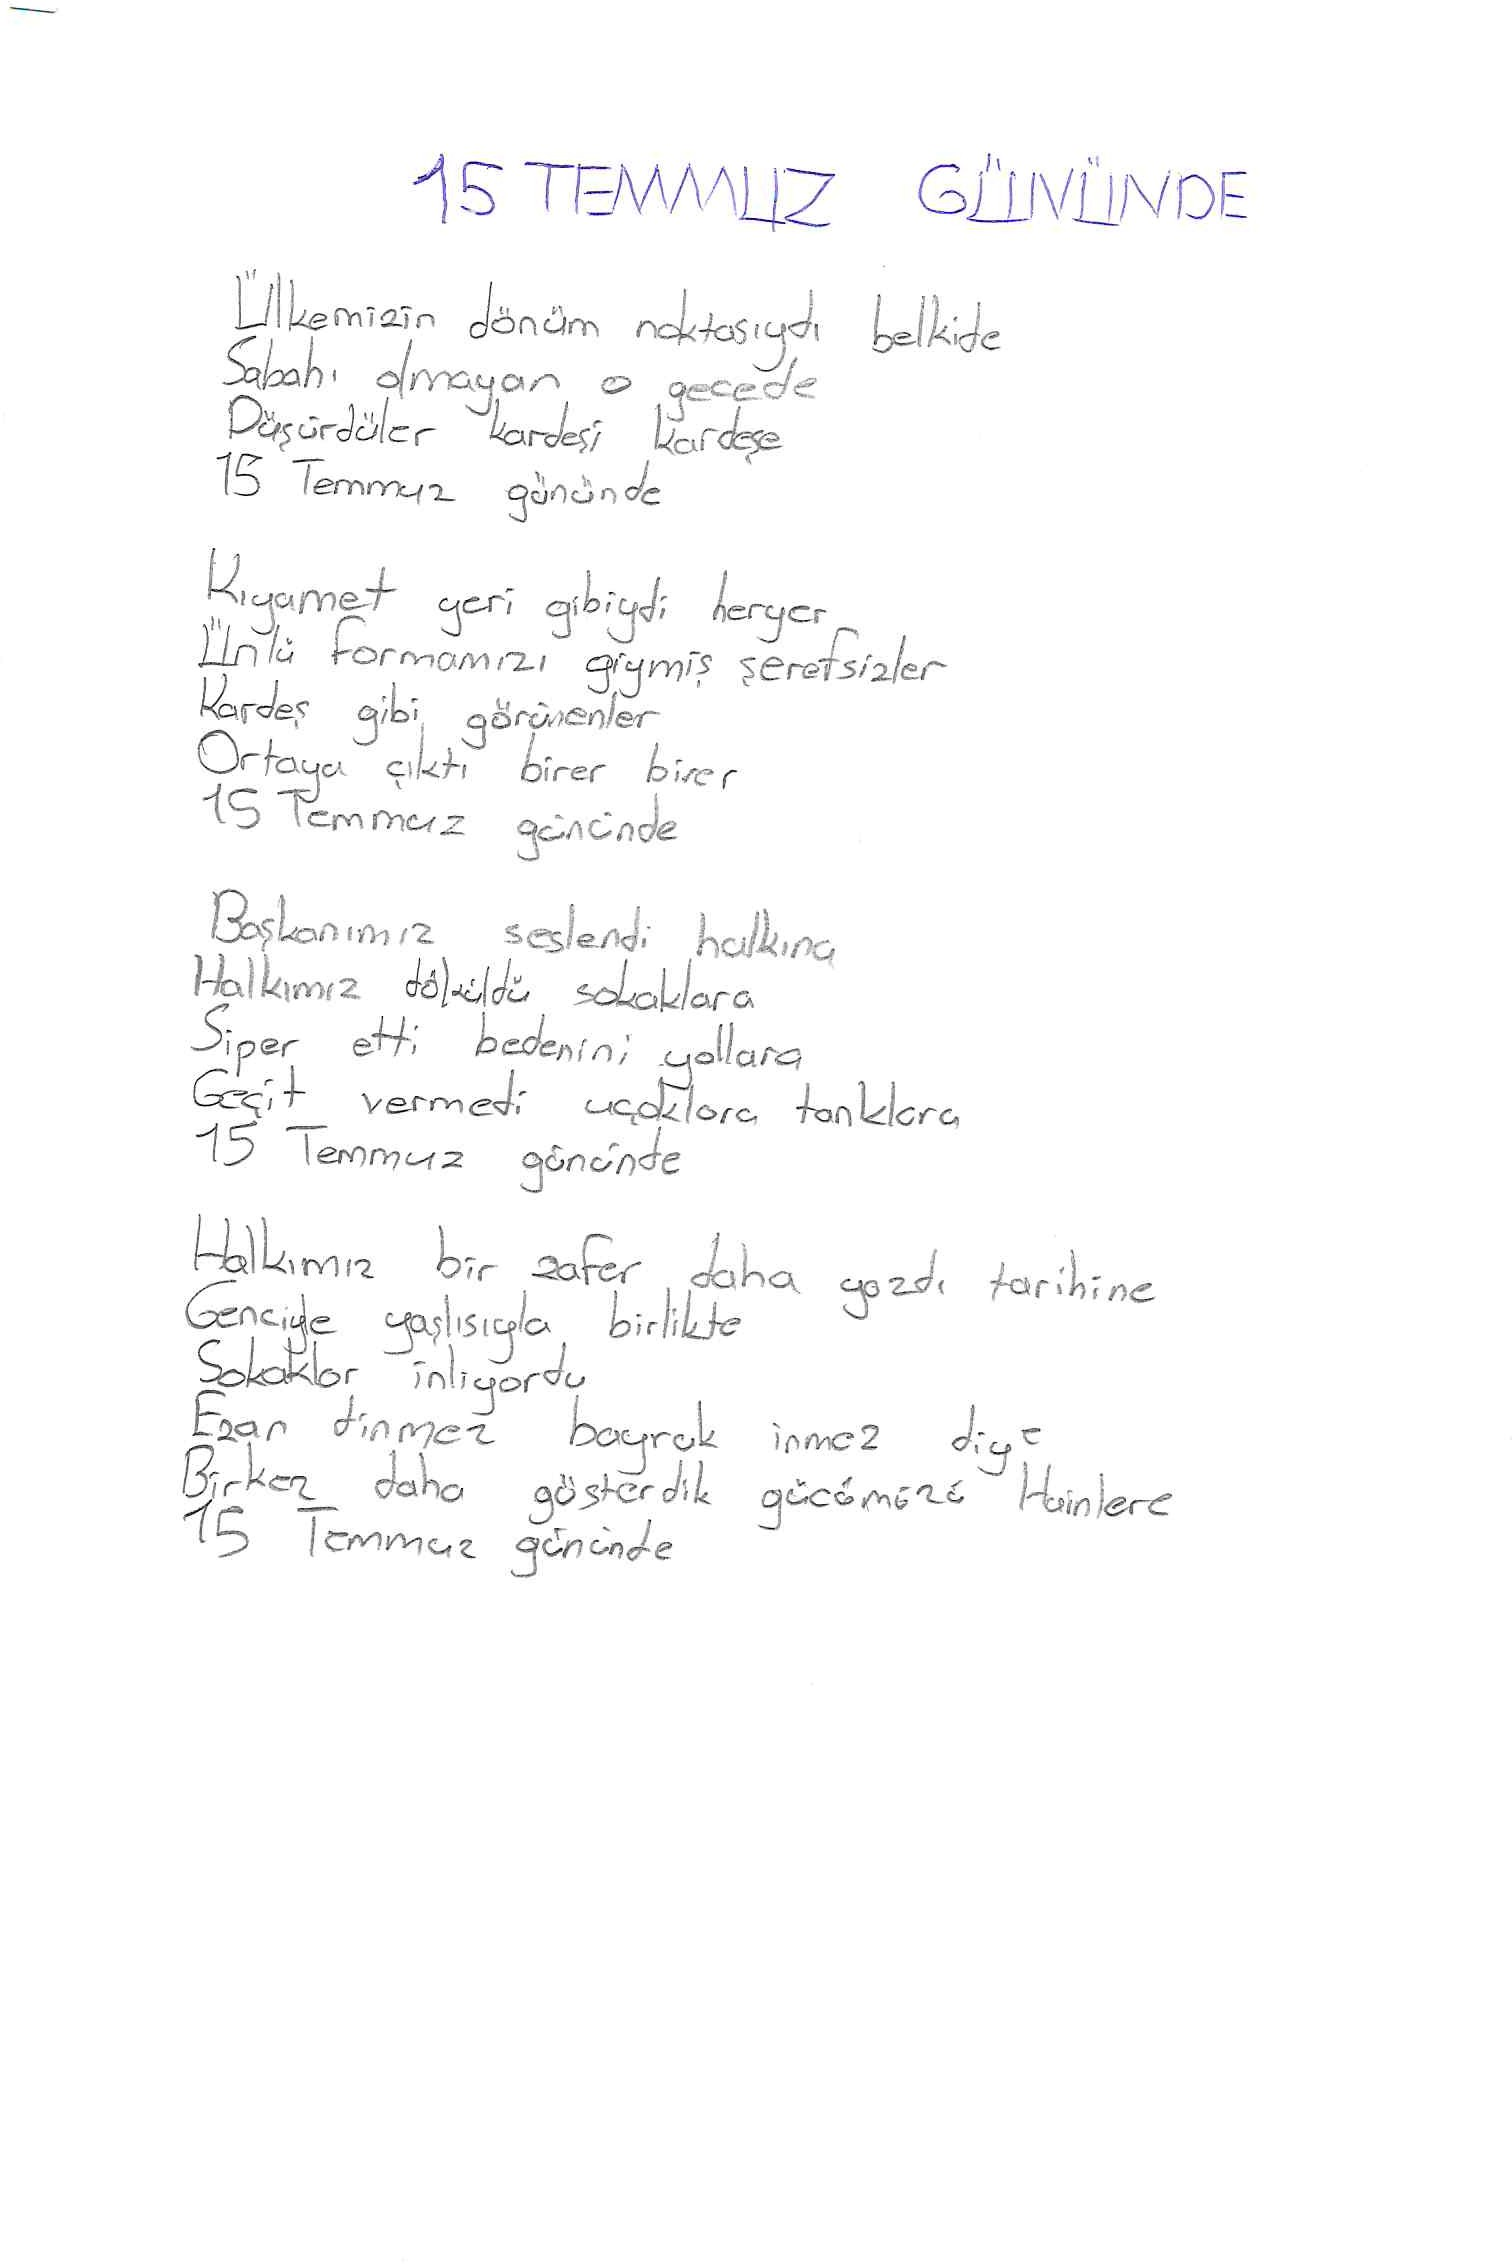 15 TEMMUZ GÜNÜNDE
Ülkemizin dönüm noktasıydı belkide
Sabahı olmayan o gecede
Düşürdüler kardeşi kardeşe
15 Temmuz gününde
Kıyamet yeri gibiydi heryer
Ünlü formamızı giymiş şerefsizler
Kardeş gibi görünenler
Ortaya çıktı birer birer
15 Temmuz gününde
Başkanımız seslendi halkına
Halkımız döküldü sokaklara
Siper etti bedenini yollara
Geçit vermedi uçaklara tanklara
15 Temmuz gününde
Halkımız bir zafer daha yazdı tarihine
Genciyle yaşlısıyla birlikte
Sokaklar inliyordu
Ezan dinmez bayrak inmez diye
Birkez daha gösterdik gücümüzü Hainlere
15 Temmuz gününde